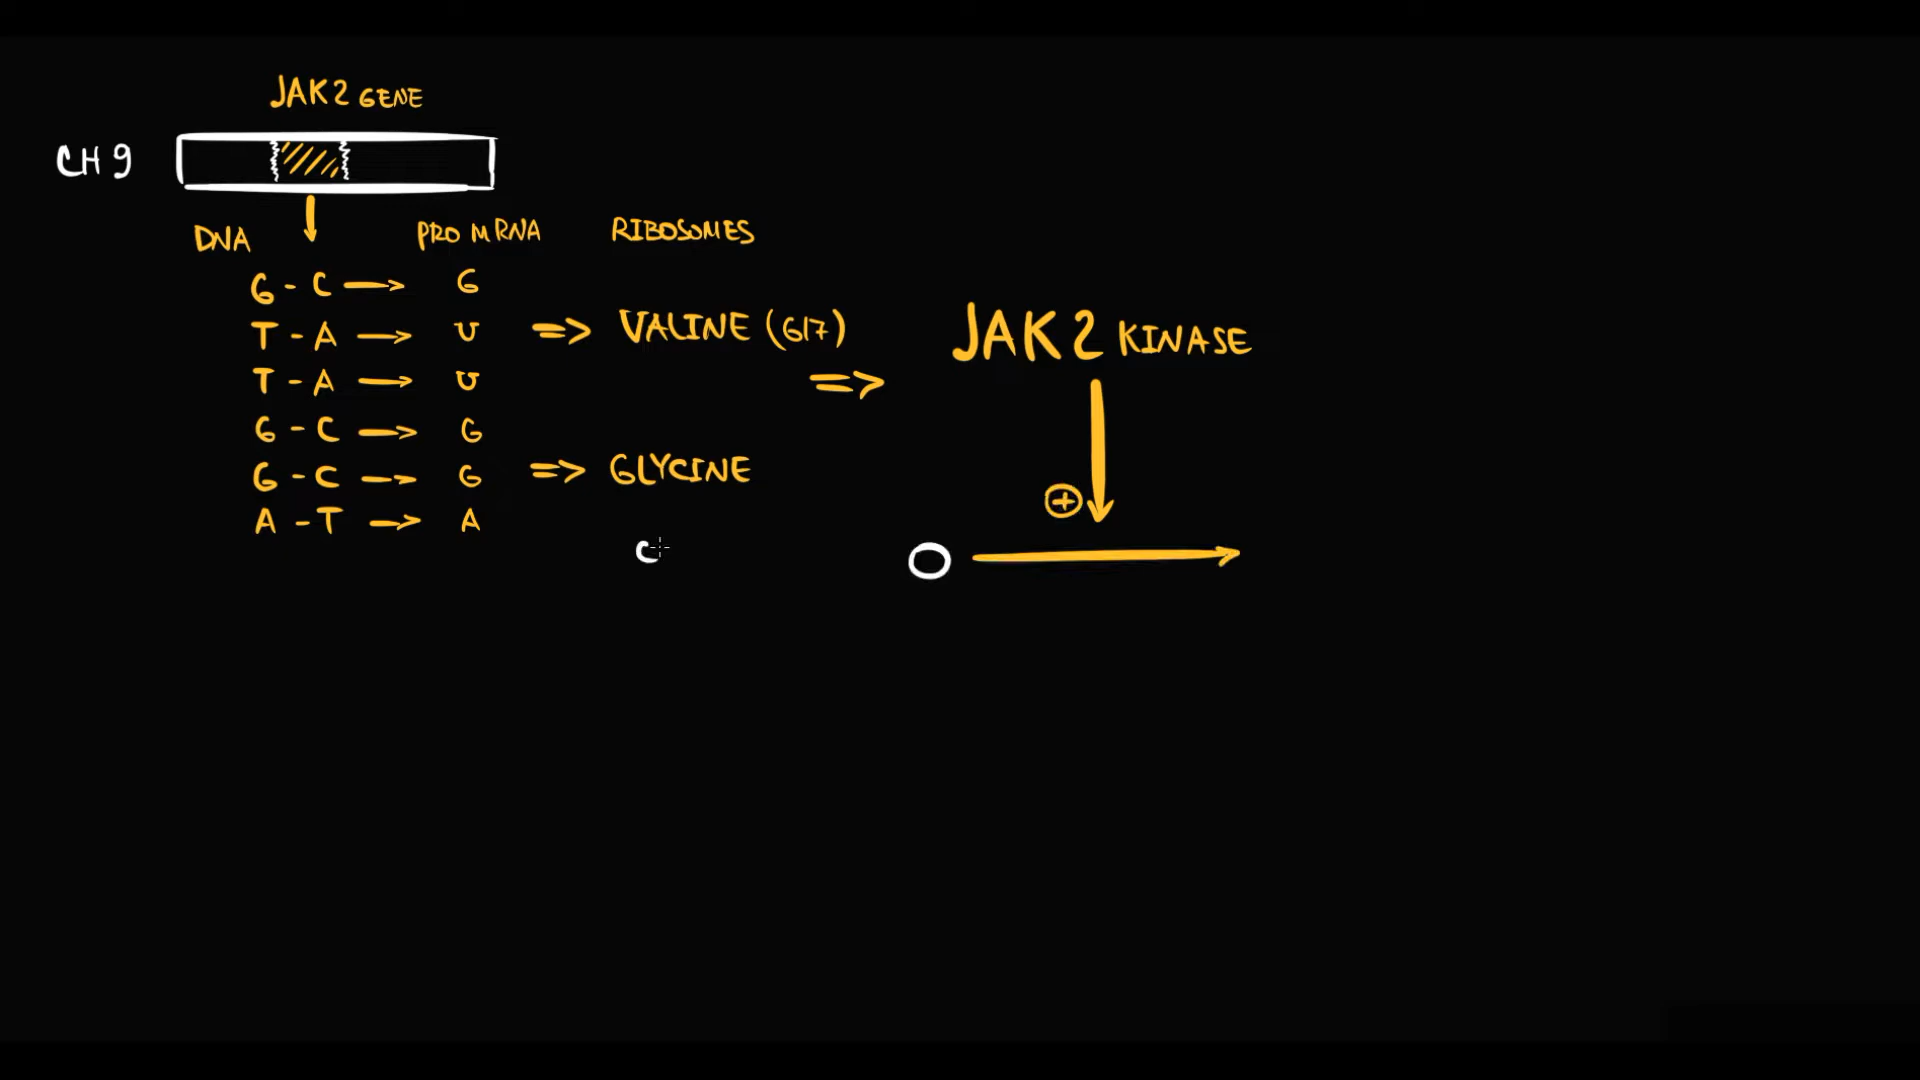 JAK2 GENE
CH 9
DNA PRO MRNA RIBOSOMES
G - C → G
T - A → U => VALINE (617)
T - A → U
=> JAK2 KINASE
G - C → G
G - C → G => GLYCINE
A - T → A
+
C
O